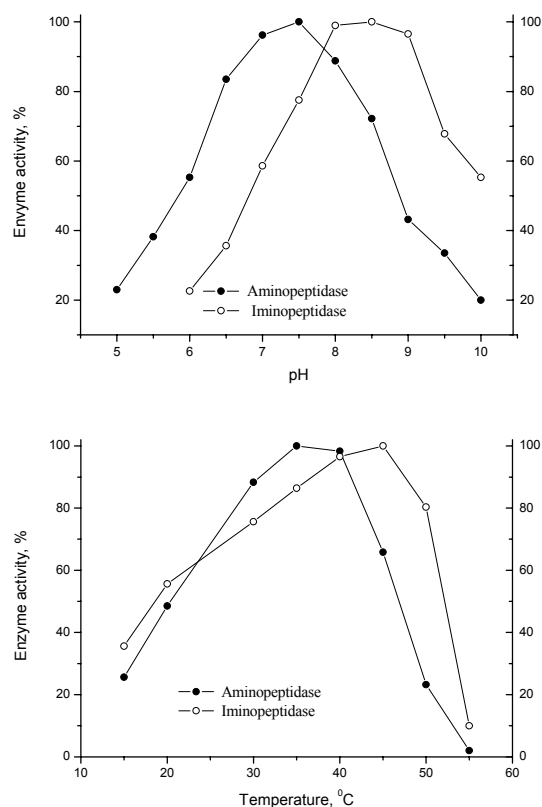 100
80
60
40
20
100
80
60
40
20
Envyme activity, %
Aminopeptidase
Iminopeptidase
5 6 7 8 9 10
pH
100
80
60
40
20
0
100
80
60
40
20
0
Enzyme activity, %
Aminopeptidase
Iminopeptidase
10 20 30 40 50 60
Temperature, ⁰C